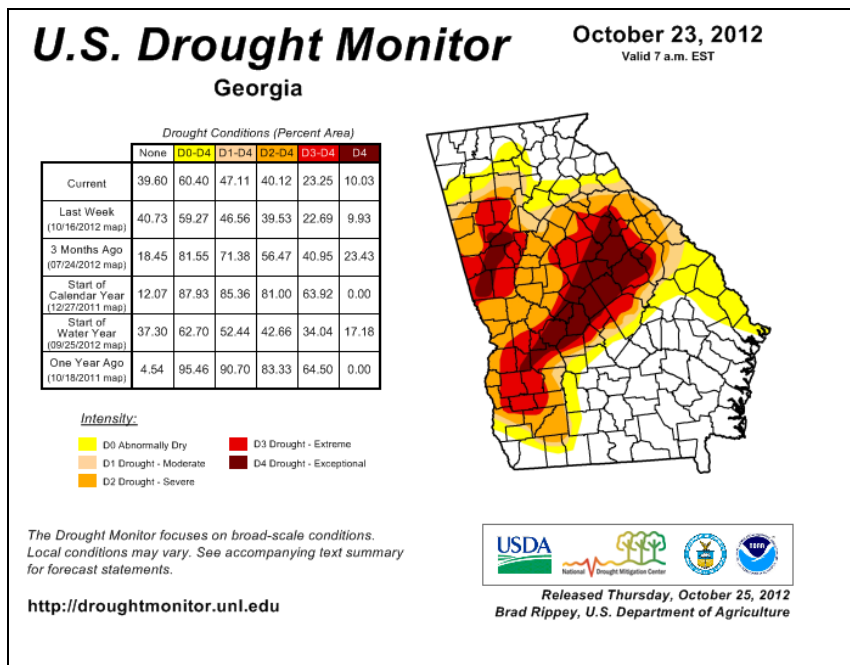 U.S. Drought Monitor
Georgia
October 23, 2012
Valid 7 a.m. EST
Drought Conditions (Percent Area)
None D0-D4 D1-D4 D2-D4 D3-D4 D4
Current 39.60 60.40 47.11 40.12 23.25 10.03
Last Week
(10/16/2012 map) 40.73 59.27 46.56 39.53 22.69 9.93
3 Months Ago
(07/24/2012 map) 18.45 81.55 71.38 56.47 40.95 23.43
Start of
Calendar Year
(12/27/2011 map) 12.07 87.93 85.36 81.00 63.92 0.00
Start of
Water Year
(09/25/2012 map) 37.30 62.70 52.44 42.66 34.04 17.18
One Year Ago
(10/18/2011 map) 4.54 95.46 90.70 83.33 64.50 0.00
Intensity:
D0 Abnormally Dry
D1 Drought - Moderate
D2 Drought - Severe
D3 Drought - Extreme
D4 Drought - Exceptional
The Drought Monitor focuses on broad-scale conditions.
Local conditions may vary. See accompanying text summary
for forecast statements.
http://droughtmonitor.unl.edu
USDA
National Drought Mitigation Center
Released Thursday, October 25, 2012
Brad Rippey, U.S. Department of Agriculture